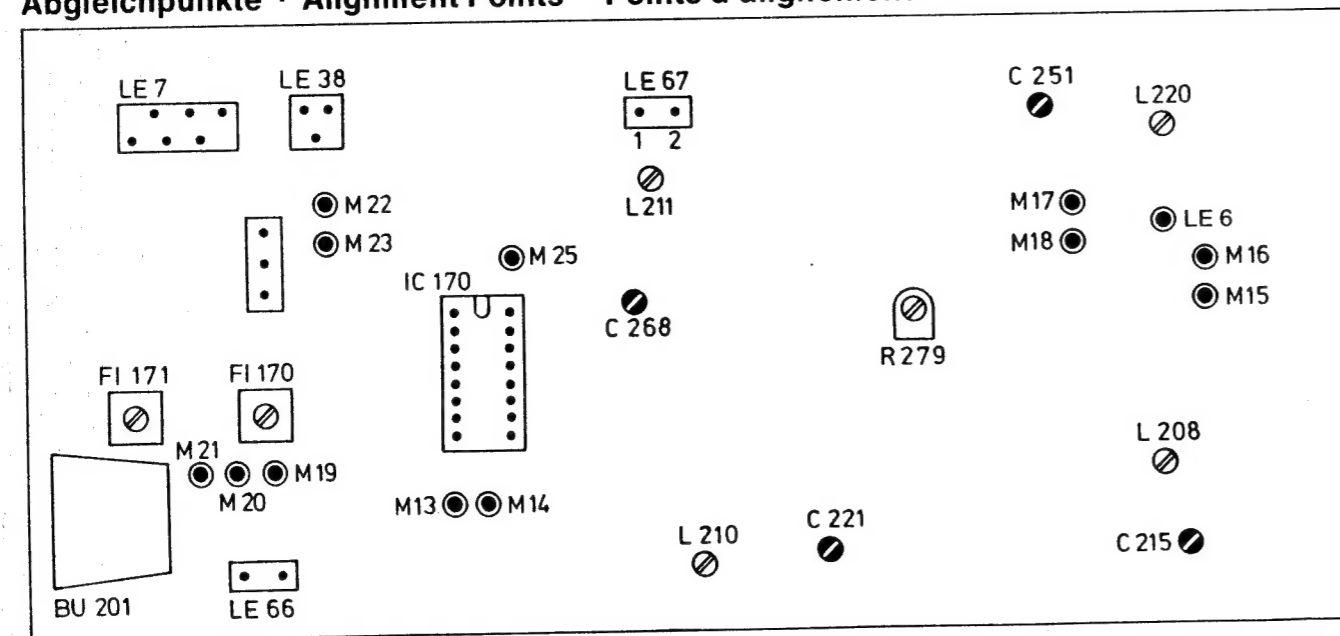 Abgleichpunkte · Alignment Points · Points d'alignement
C 251
LE 7
LE 38
LE 67
L 220
1 2
M 22
L 211
M 17
LE 6
M 23
M 18
M 25
M 16
IC 170
M 15
C 268
R 279
FI 171
FI 170
L 208
M 21
M 19
M 20
M 13
M 14
C 221
L 210
C 215
BU 201
LE 66